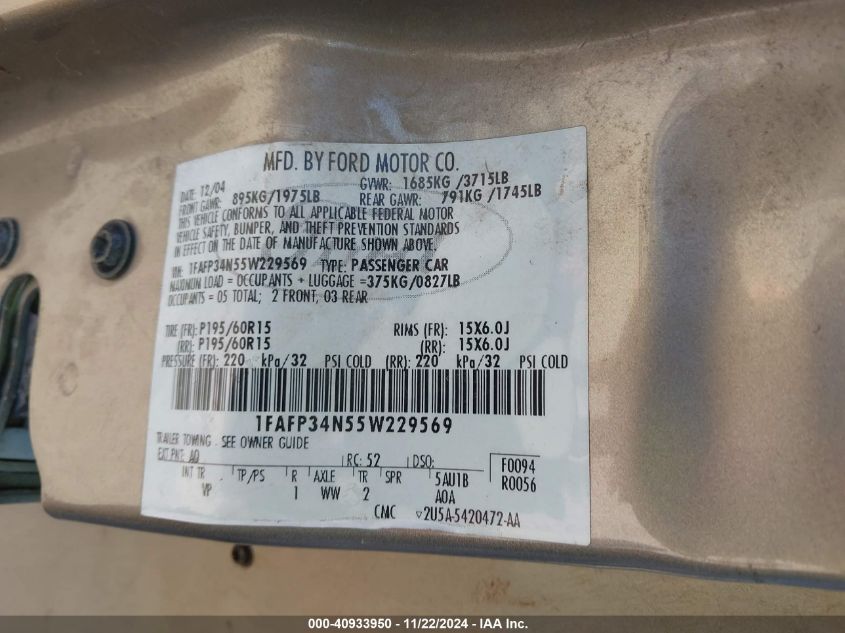 MFD. BY FORD MOTOR CO.
DATE: 12/04 GVWR: 1685KG /3715LB
FRONT GAWR: 895KG/1975LB REAR GAWR: 791KG /1745LB
THIS VEHICLE CONFORMS TO ALL APPLICABLE FEDERAL MOTOR
VEHICLE SAFETY, BUMPER, AND THEFT PREVENTION STANDARDS
IN EFFECT ON THE DATE OF MANUFACTURE SHOWN ABOVE.
VIN: 1FAFP34N55W229569 TYPE: PASSENGER CAR
MAXIMUM LOAD = OCCUPANTS + LUGGAGE =375KG/0827LB
OCCUPANTS = 05 TOTAL; 2 FRONT, 03 REAR
TIRE (FR): P195/60R15 RIMS (FR): 15X6.0J
(RR): P195/60R15 (RR): 15X6.0J
PRESSURE (FR): 220 kPa/32 PSI COLD (RR): 220 kPa/32 PSI COLD
1FAFP34N55W229569
TRAILER TOWING - SEE OWNER GUIDE
EXT PNT: AQ RC: 52 DSO: F0094
INT TR TP/PS R AXLE TR SPR 5AU1B R0056
VP 1 WW 2 AOA
CMC ▽2U5A-5420472-AA
000-40933950 - 11/22/2024 - IAA Inc.